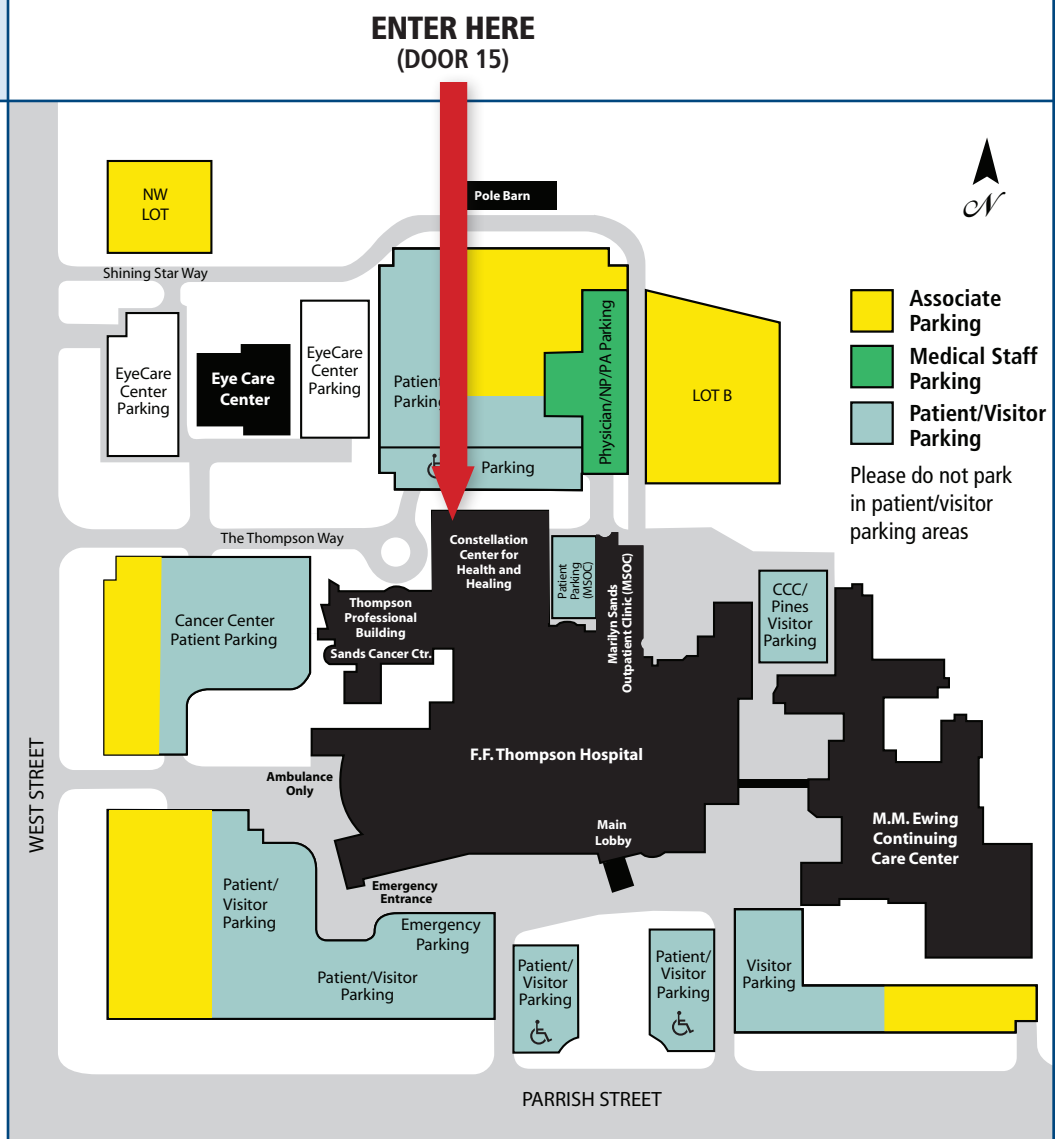 ENTER HERE
(DOOR 15)
Pole Barn
N
NW
LOT
Shining Star Way
EyeCare
Center
Parking
Eye Care
Center
EyeCare
Center
Parking
Patient
Parking
Parking
Physician/NP/PA Parking
LOT B
Associate
Parking
Medical Staff
Parking
Patient/Visitor
Parking
Please do not park
in patient/visitor
parking areas
The Thompson Way
Constellation
Center for
Health and
Healing
Patient
Parking
(MSOC)
Marilyn Sands
Outpatient Clinic (MSOC)
CCC/
Pines
Visitor
Parking
Cancer Center
Patient Parking
Thompson
Professional
Building
Sands Cancer Ctr.
F.F. Thompson Hospital
Ambulance
Only
WEST STREET
Main
Lobby
M.M. Ewing
Continuing
Care Center
Emergency
Entrance
Patient/
Visitor
Parking
Emergency
Parking
Patient/Visitor
Parking
Patient/
Visitor
Parking
Patient/
Visitor
Parking
Visitor
Parking
PARRISH STREET